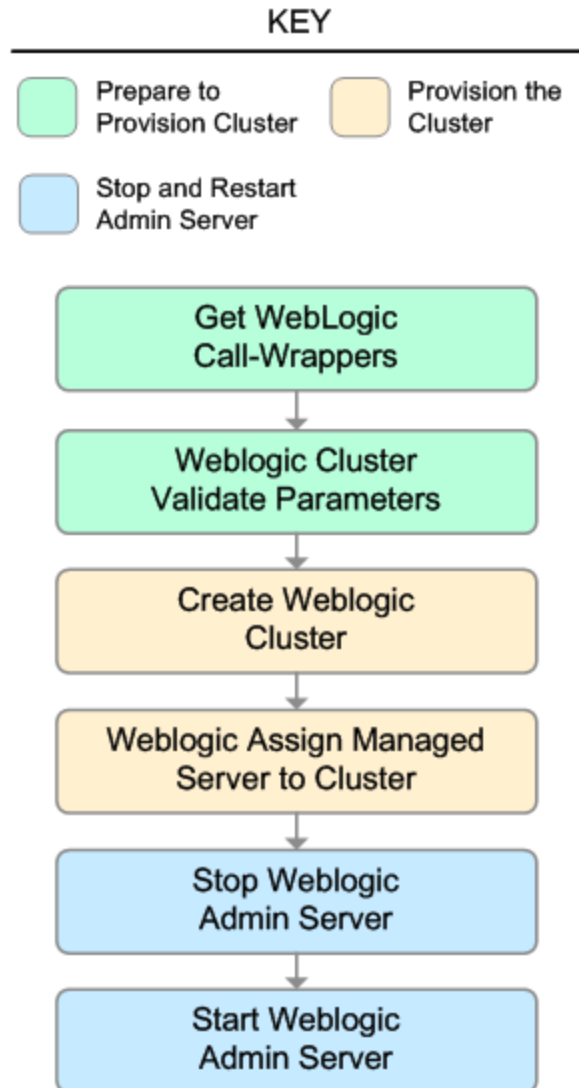 KEY
Prepare to
Provision Cluster
Provision the
Cluster
Stop and Restart
Admin Server
Get WebLogic
Call-Wrappers
Weblogic Cluster
Validate Parameters
Create Weblogic
Cluster
Weblogic Assign Managed
Server to Cluster
Stop Weblogic
Admin Server
Start Weblogic
Admin Server